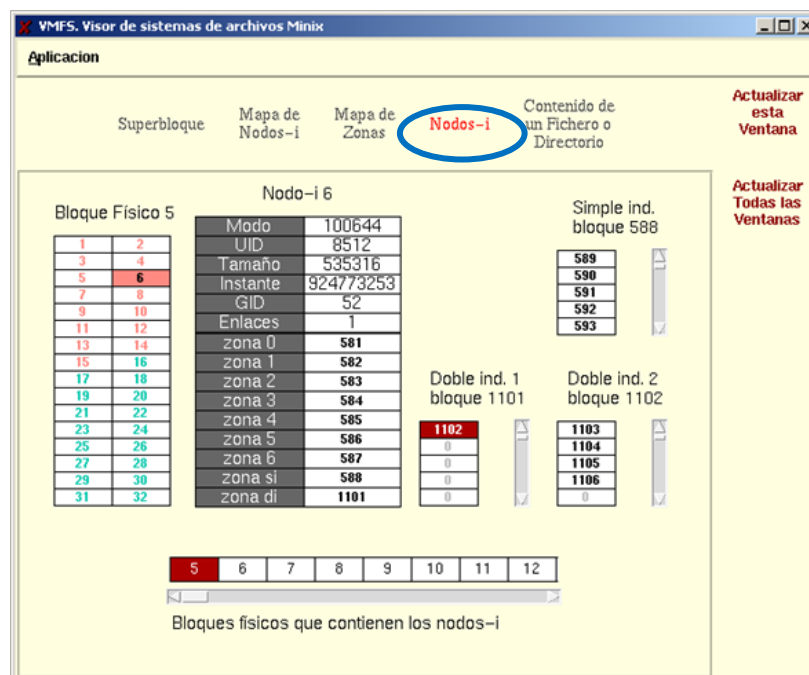 VMFS. Visor de sistemas de archivos Minix
Aplicacion
Superbloque
Mapa de
Nodos-i
Mapa de
Zonas
Nodos-i
Contenido de
un Fichero o
Directorio
Actualizar
esta
Ventana
Actualizar
Todas las
Ventanas
Bloque Físico 5
1 2
3 4
5 6
7 8
9 10
11 12
13 14
15 16
17 18
19 20
21 22
23 24
25 26
27 28
29 30
31 32
Nodo-i 6
Modo 100644
UID 8512
Tamaño 535316
Instante 924773253
GID 52
Enlaces 1
zona 0 581
zona 1 582
zona 2 583
zona 3 584
zona 4 585
zona 5 586
zona 6 587
zona si 588
zona di 1101
Simple ind.
bloque 588
589
590
591
592
593
Doble ind. 1
bloque 1101
1102
0
0
0
0
Doble ind. 2
bloque 1102
1103
1104
1105
1106
0
5 6 7 8 9 10 11 12
Bloques físicos que contienen los nodos-i